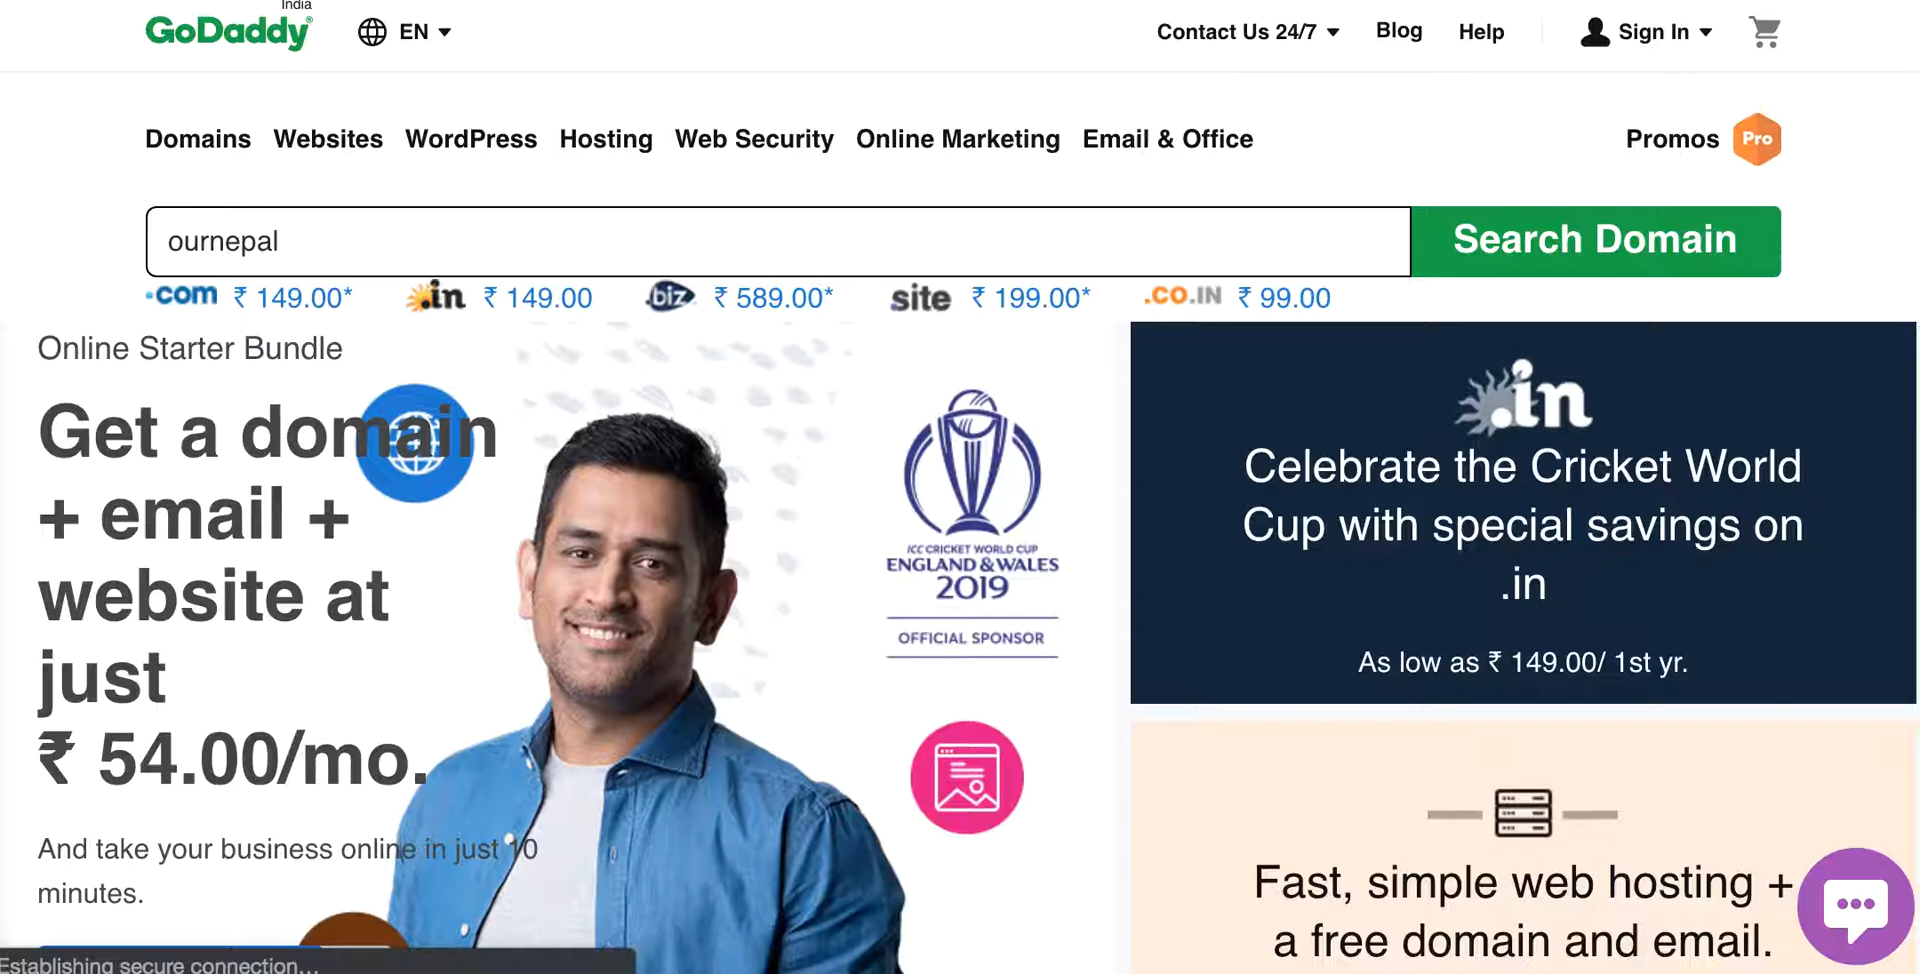 India
GoDaddy
EN
Contact Us 24/7
Blog
Help
Sign In
Domains
Websites
WordPress
Hosting
Web Security
Online Marketing
Email & Office
Promos
Pro
ournepal
Search Domain
.com ₹ 149.00*
.in ₹ 149.00
.biz ₹ 589.00*
site ₹ 199.00*
.CO.IN ₹ 99.00
Online Starter Bundle
Get a domain
+ email +
website at
just
₹ 54.00/mo.
And take your business online in just 10
minutes.
ICC CRICKET WORLD CUP
ENGLAND & WALES
2019
OFFICIAL SPONSOR
.in
Celebrate the Cricket World
Cup with special savings on
.in
As low as ₹ 149.00/ 1st yr.
Fast, simple web hosting +
a free domain and email.
Establishing secure connection...